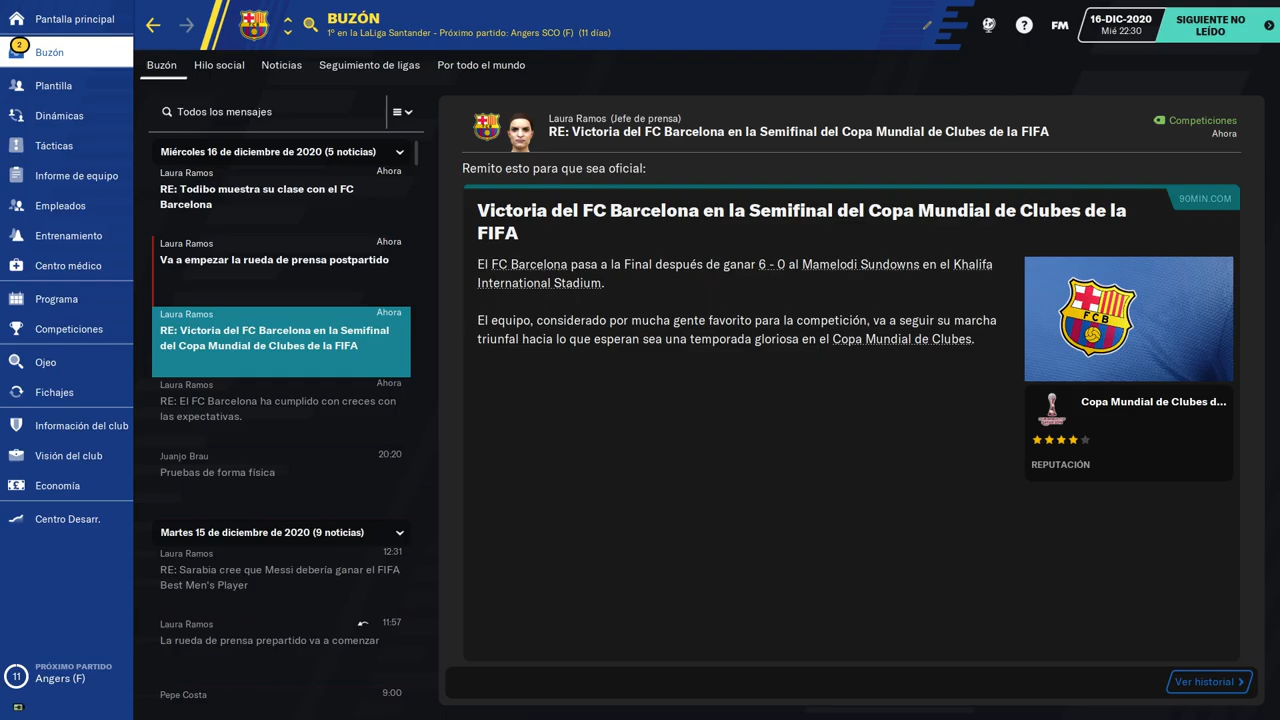 Pantalla principal
2
Buzón
Plantilla
Dinámicas
Tácticas
Informe de equipo
Empleados
Entrenamiento
Centro médico
Programa
Competiciones
Ojeo
Fichajes
Información del club
Visión del club
Economía
Centro Desarr.
11
PRÓXIMO PARTIDO
Angers (F)
BUZÓN
1º en la LaLiga Santander - Próximo partido: Angers SCO (F) (11 días)
?
FM
16-DIC-2020
Mié 22:30
SIGUIENTE NO
LEÍDO
Buzón Hilo social Noticias Seguimiento de ligas Por todo el mundo
Todos los mensajes
Miércoles 16 de diciembre de 2020 (5 noticias)
Laura Ramos Ahora
RE: Todibo muestra su clase con el FC
Barcelona
Laura Ramos Ahora
Va a empezar la rueda de prensa postpartido
Laura Ramos Ahora
RE: Victoria del FC Barcelona en la Semifinal
del Copa Mundial de Clubes de la FIFA
Laura Ramos Ahora
RE: El FC Barcelona ha cumplido con creces con
las expectativas.
Juanjo Brau 20:20
Pruebas de forma física
Martes 15 de diciembre de 2020 (9 noticias)
Laura Ramos 12:31
RE: Sarabia cree que Messi debería ganar el FIFA
Best Men's Player
Laura Ramos 11:57
La rueda de prensa prepartido va a comenzar
Pepe Costa 9:00
Laura Ramos (Jefe de prensa)
RE: Victoria del FC Barcelona en la Semifinal del Copa Mundial de Clubes de la FIFA
Competiciones
Ahora
Remito esto para que sea oficial:
90MIN.COM
Victoria del FC Barcelona en la Semifinal del Copa Mundial de Clubes de la
FIFA
El FC Barcelona pasa a la Final después de ganar 6 - 0 al Mamelodi Sundowns en el Khalifa
International Stadium.
El equipo, considerado por mucha gente favorito para la competición, va a seguir su marcha
triunfal hacia lo que esperan sea una temporada gloriosa en el Copa Mundial de Clubes.
FCB
Copa Mundial de Clubes d...
REPUTACIÓN
Ver historial